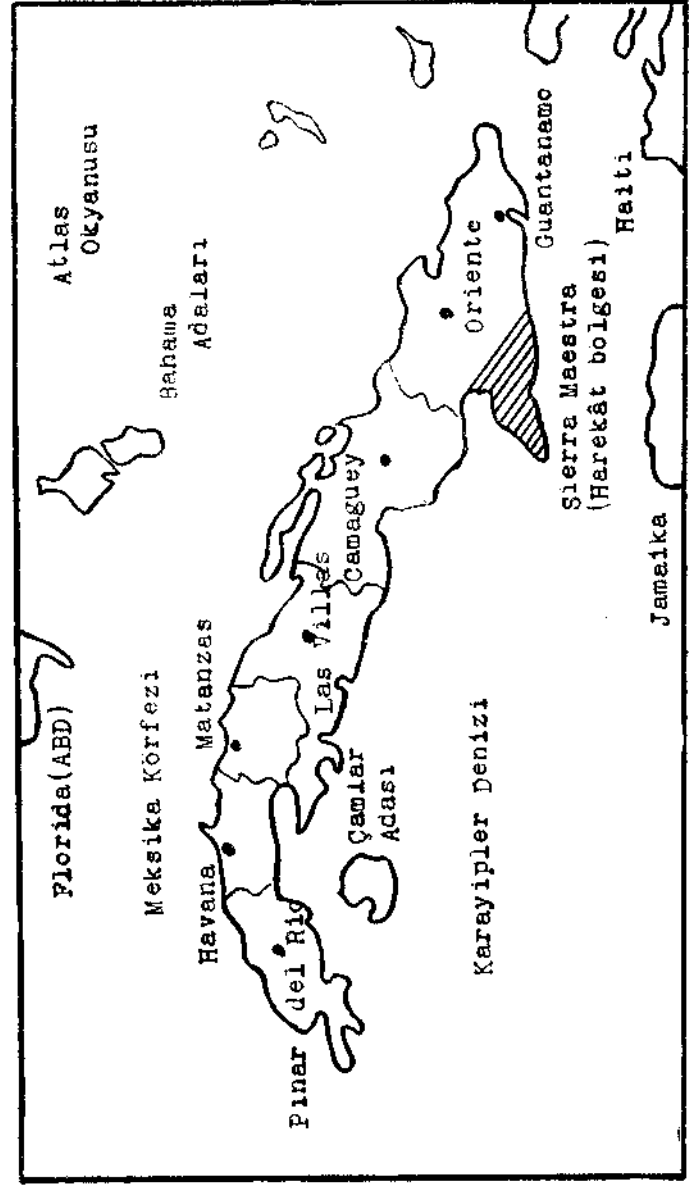 Florida(ABD)
Atlas
Okyanusu
Meksika Körfezi
Bahama
Adaları
Havana
Matanzas
Pınar del Rio
Las Villas
Camaguey
Oriente
Guantanamo
Çamlar
Adası
Karayipler Denizi
Sierra Maestra
(Harekât bölgesi)
Haiti
Jamaika